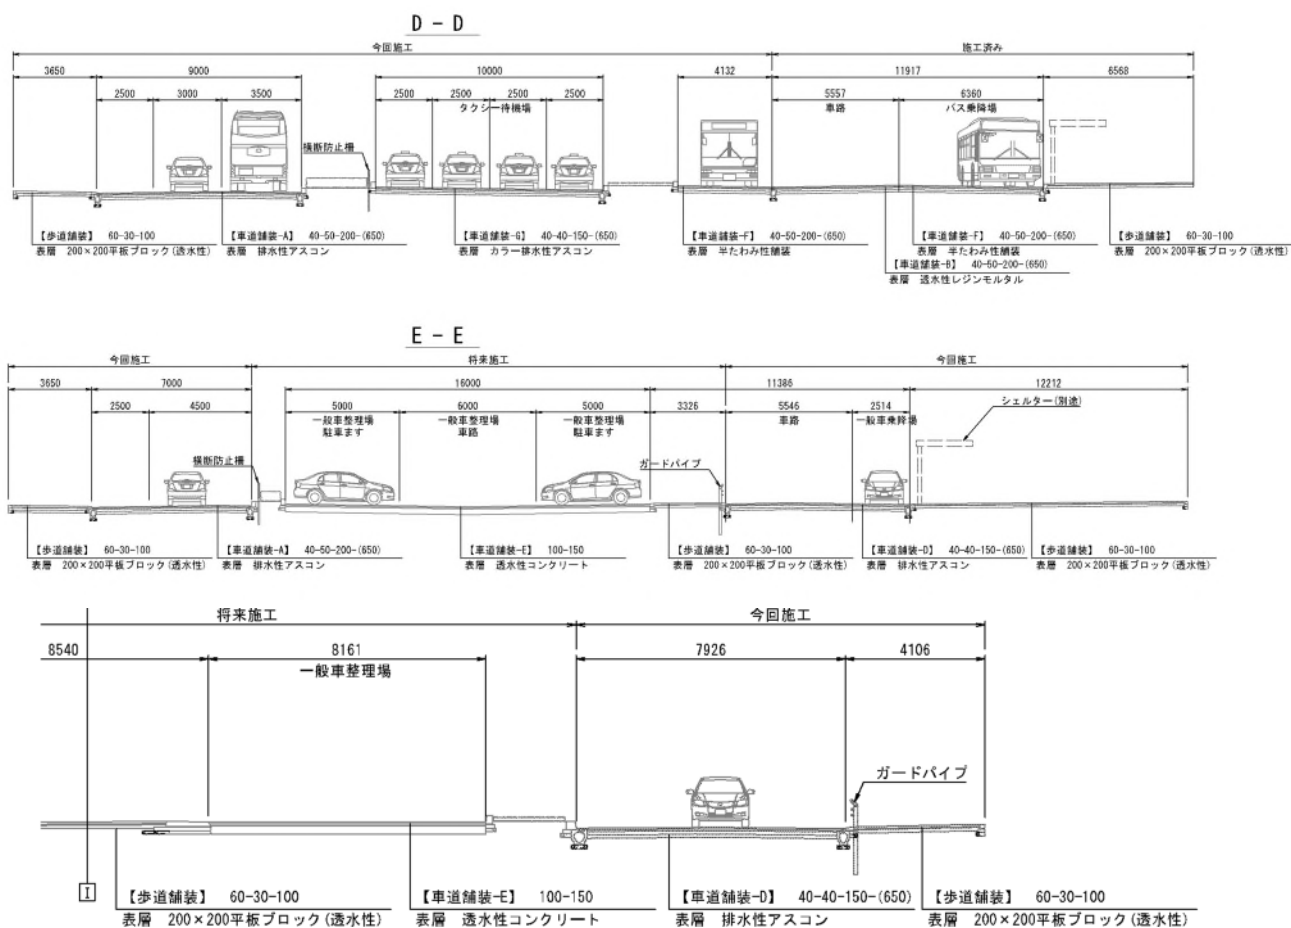 D - D
今回施工 施工済み
3650 9000 10000 4132 11917 6568
2500 3000 3500 2500 2500 2500 2500 5557 6360
タクシー待機場 車路 バス乗降場
横断防止柵
【歩道舗装】 60-30-100 【車道舗装-A】 40-50-200-(650) 【車道舗装-G】 40-40-150-(650) 【車道舗装-F】 40-50-200-(650) 【車道舗装-F】 40-50-200-(650) 【歩道舗装】 60-30-100
表層 200×200平板ブロック(透水性) 表層 排水性アスコン 表層 カラー排水性アスコン 表層 半たわみ性舗装 表層 半たわみ性舗装 表層 200×200平板ブロック(透水性)
【車道舗装-B】 40-50-200-(650)
表層 透水性レジンモルタル
E - E
今回施工 将来施工 今回施工
3650 7000 16000 11386 12212
2500 4500 5900 6000 5000 3326 5546 2514
一般車整理場 一般車整理場 一般車整理場 車路 一般車乗降場
駐車ます 車路 駐車ます
シェルター(別途)
横断防止柵 ガードパイプ
【歩道舗装】 60-30-100 【車道舗装-A】 40-50-200-(650) 【車道舗装-E】 100-150 【歩道舗装】 60-30-100 【車道舗装-D】 40-40-150-(650) 【歩道舗装】 60-30-100
表層 200×200平板ブロック(透水性) 表層 排水性アスコン 表層 透水性コンクリート 表層 200×200平板ブロック(透水性) 表層 排水性アスコン 表層 200×200平板ブロック(透水性)
将来施工 今回施工
8540 8161 7926 4106
一般車整理場
ガードパイプ
I
【歩道舗装】 60-30-100 【車道舗装-E】 100-150 【車道舗装-D】 40-40-150-(650) 【歩道舗装】 60-30-100
表層 200×200平板ブロック(透水性) 表層 透水性コンクリート 表層 排水性アスコン 表層 200×200平板ブロック(透水性)